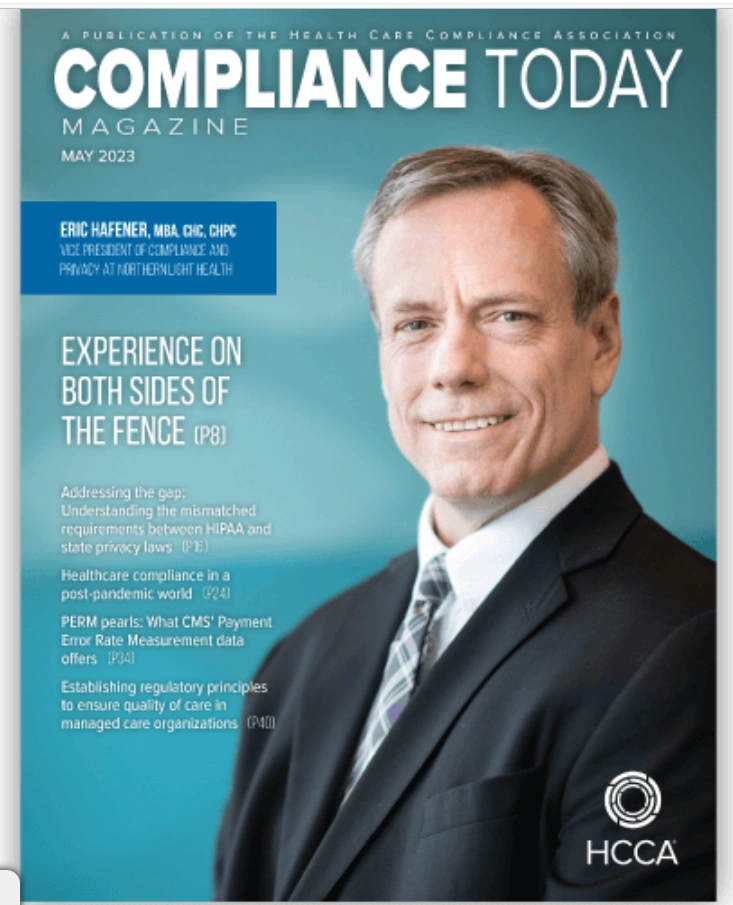 A PUBLICATION OF THE HEALTH CARE COMPLIANCE ASSOCIATION
COMPLIANCE TODAY
MAGAZINE
MAY 2023
ERIC HAFENER, MBA, CHC, CHPC
VICE PRESIDENT OF COMPLIANCE AND
PRIVACY AT NORTHERN LIGHT HEALTH
EXPERIENCE ON
BOTH SIDES OF
THE FENCE (P8)
Addressing the gap:
Understanding the mismatched
requirements between HIPAA and
state privacy laws (P16)
Healthcare compliance in a
post-pandemic world (P24)
PERM pearls: What CMS' Payment
Error Rate Measurement data
offers (P34)
Establishing regulatory principles
to ensure quality of care in
managed care organizations (P40)
HCCA